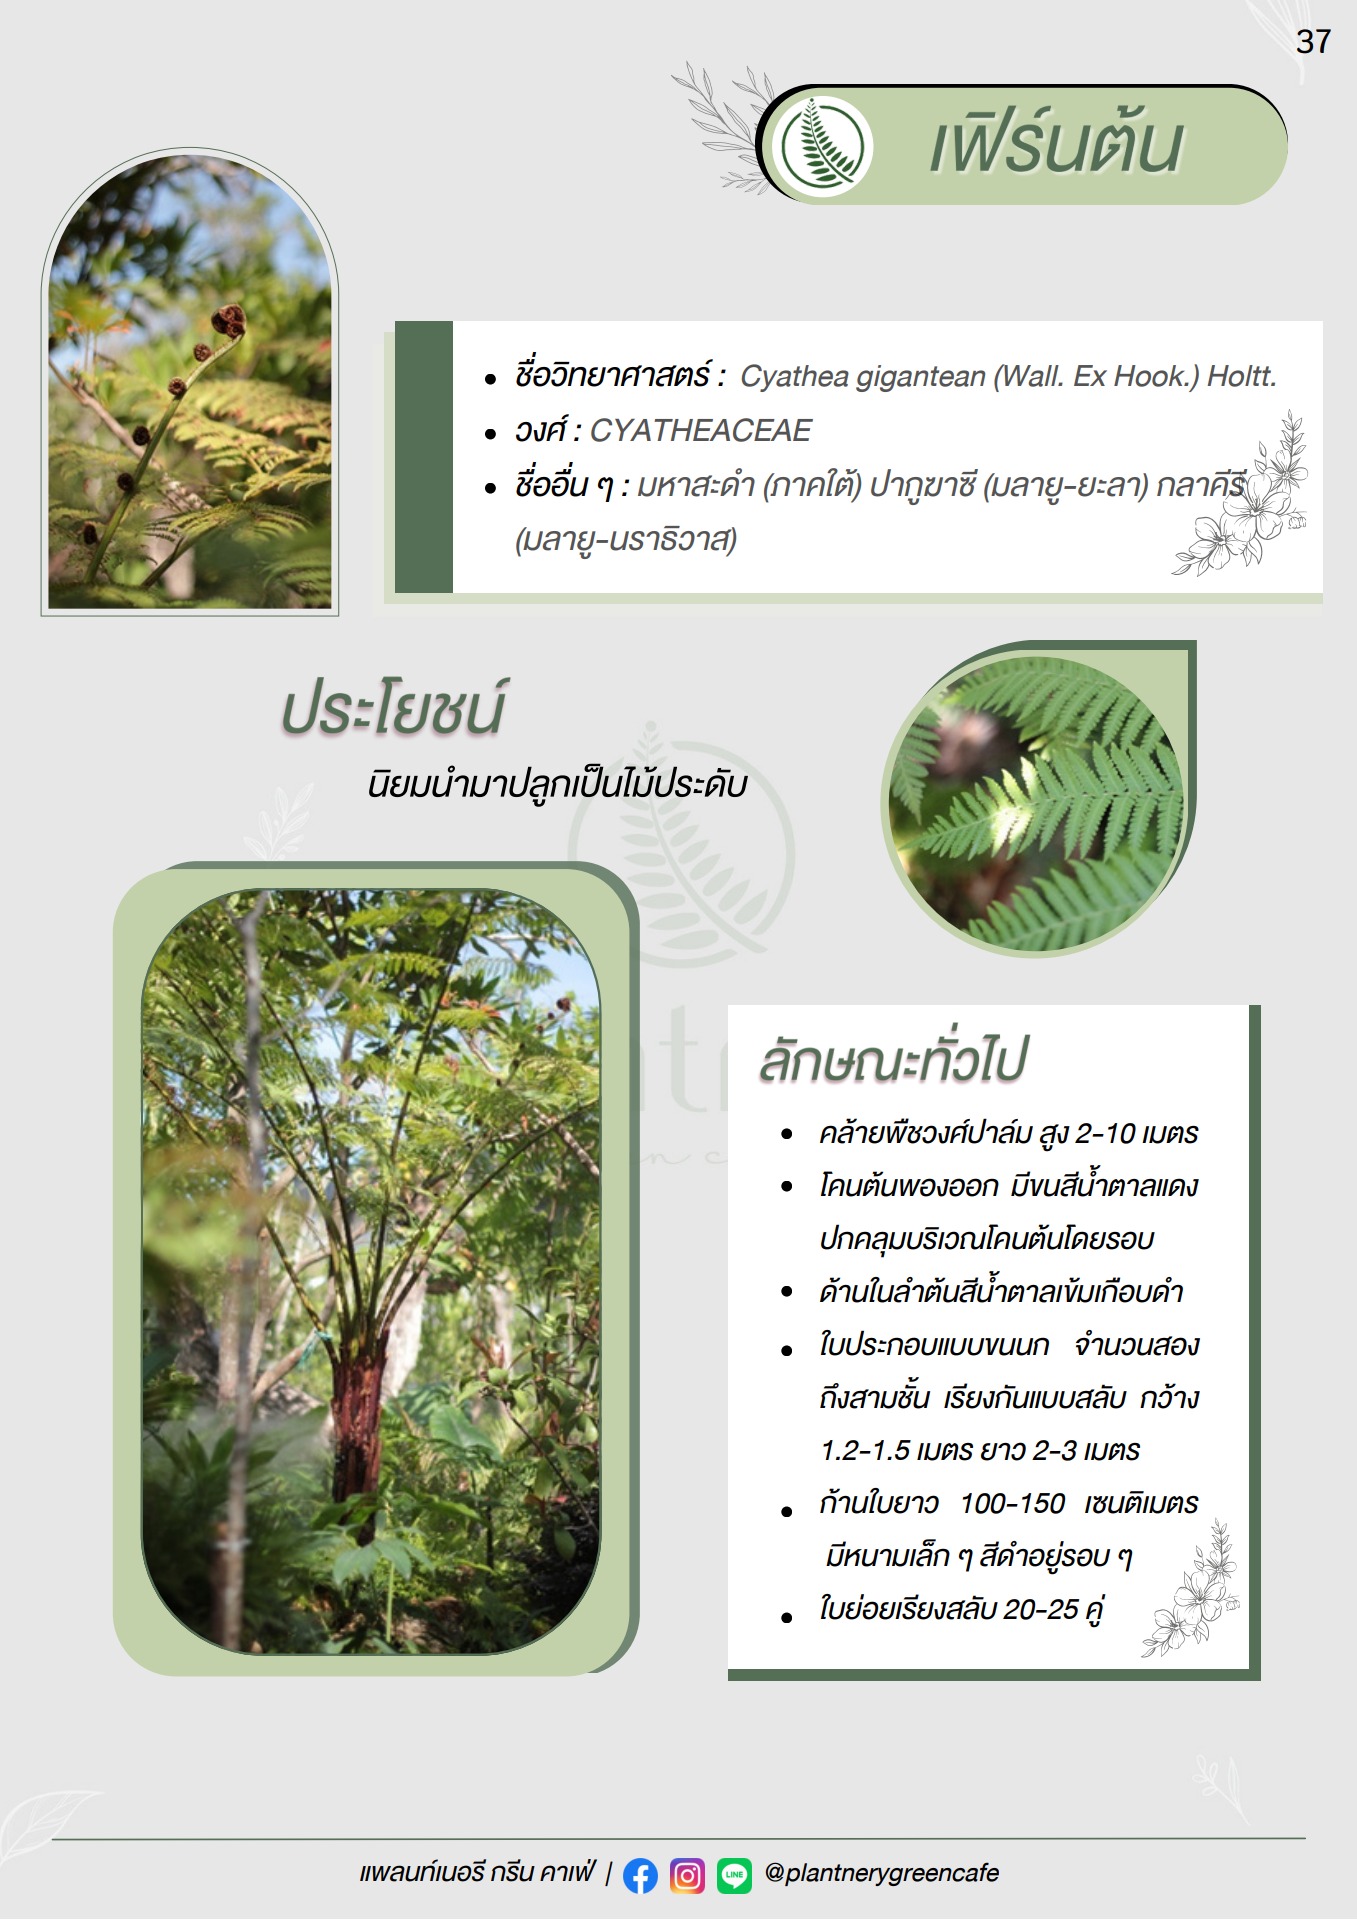 37
เฟิร์นต้น
ชื่อวิทยาศาสตร์ : Cyathea gigantean (Wall. Ex Hook.) Holtt.
วงศ์ : CYATHEACEAE
ชื่ออื่น ๆ : มหาสะดำ (ภาคใต้) ปากูฆาซี (มลายู-ยะลา) กลาคีรี
(มลายู-นราธิวาส)
ประโยชน์
นิยมนำมาปลูกเป็นไม้ประดับ
ลักษณะทั่วไป
คล้ายพืชวงศ์ปาล์ม สูง 2-10 เมตร
โคนต้นพองออก มีขนสีน้ำตาลแดง
ปกคลุมบริเวณโคนต้นโดยรอบ
ด้านในลำต้นสีน้ำตาลเข้มเกือบดำ
ใบประกอบแบบขนนก จำนวนสอง
ถึงสามชั้น เรียงกันแบบสลับ กว้าง
1.2-1.5 เมตร ยาว 2-3 เมตร
ก้านใบยาว 100-150 เซนติเมตร
มีหนามเล็ก ๆ สีดำอยู่รอบ ๆ
ใบย่อยเรียงสลับ 20-25 คู่
แพลนท์เนอรี กรีน คาเฟ่ | LINE @plantnerygreencafe